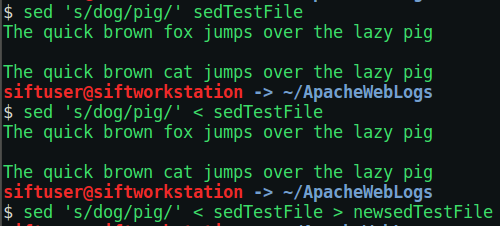 $ sed 's/dog/pig/' sedTestFile
The quick brown fox jumps over the lazy pig

The quick brown cat jumps over the lazy pig
siftuser@siftworkstation -> ~/ApacheWebLogs
$ sed 's/dog/pig/' < sedTestFile
The quick brown fox jumps over the lazy pig

The quick brown cat jumps over the lazy pig
siftuser@siftworkstation -> ~/ApacheWebLogs
$ sed 's/dog/pig/' < sedTestFile > newsedTestFile